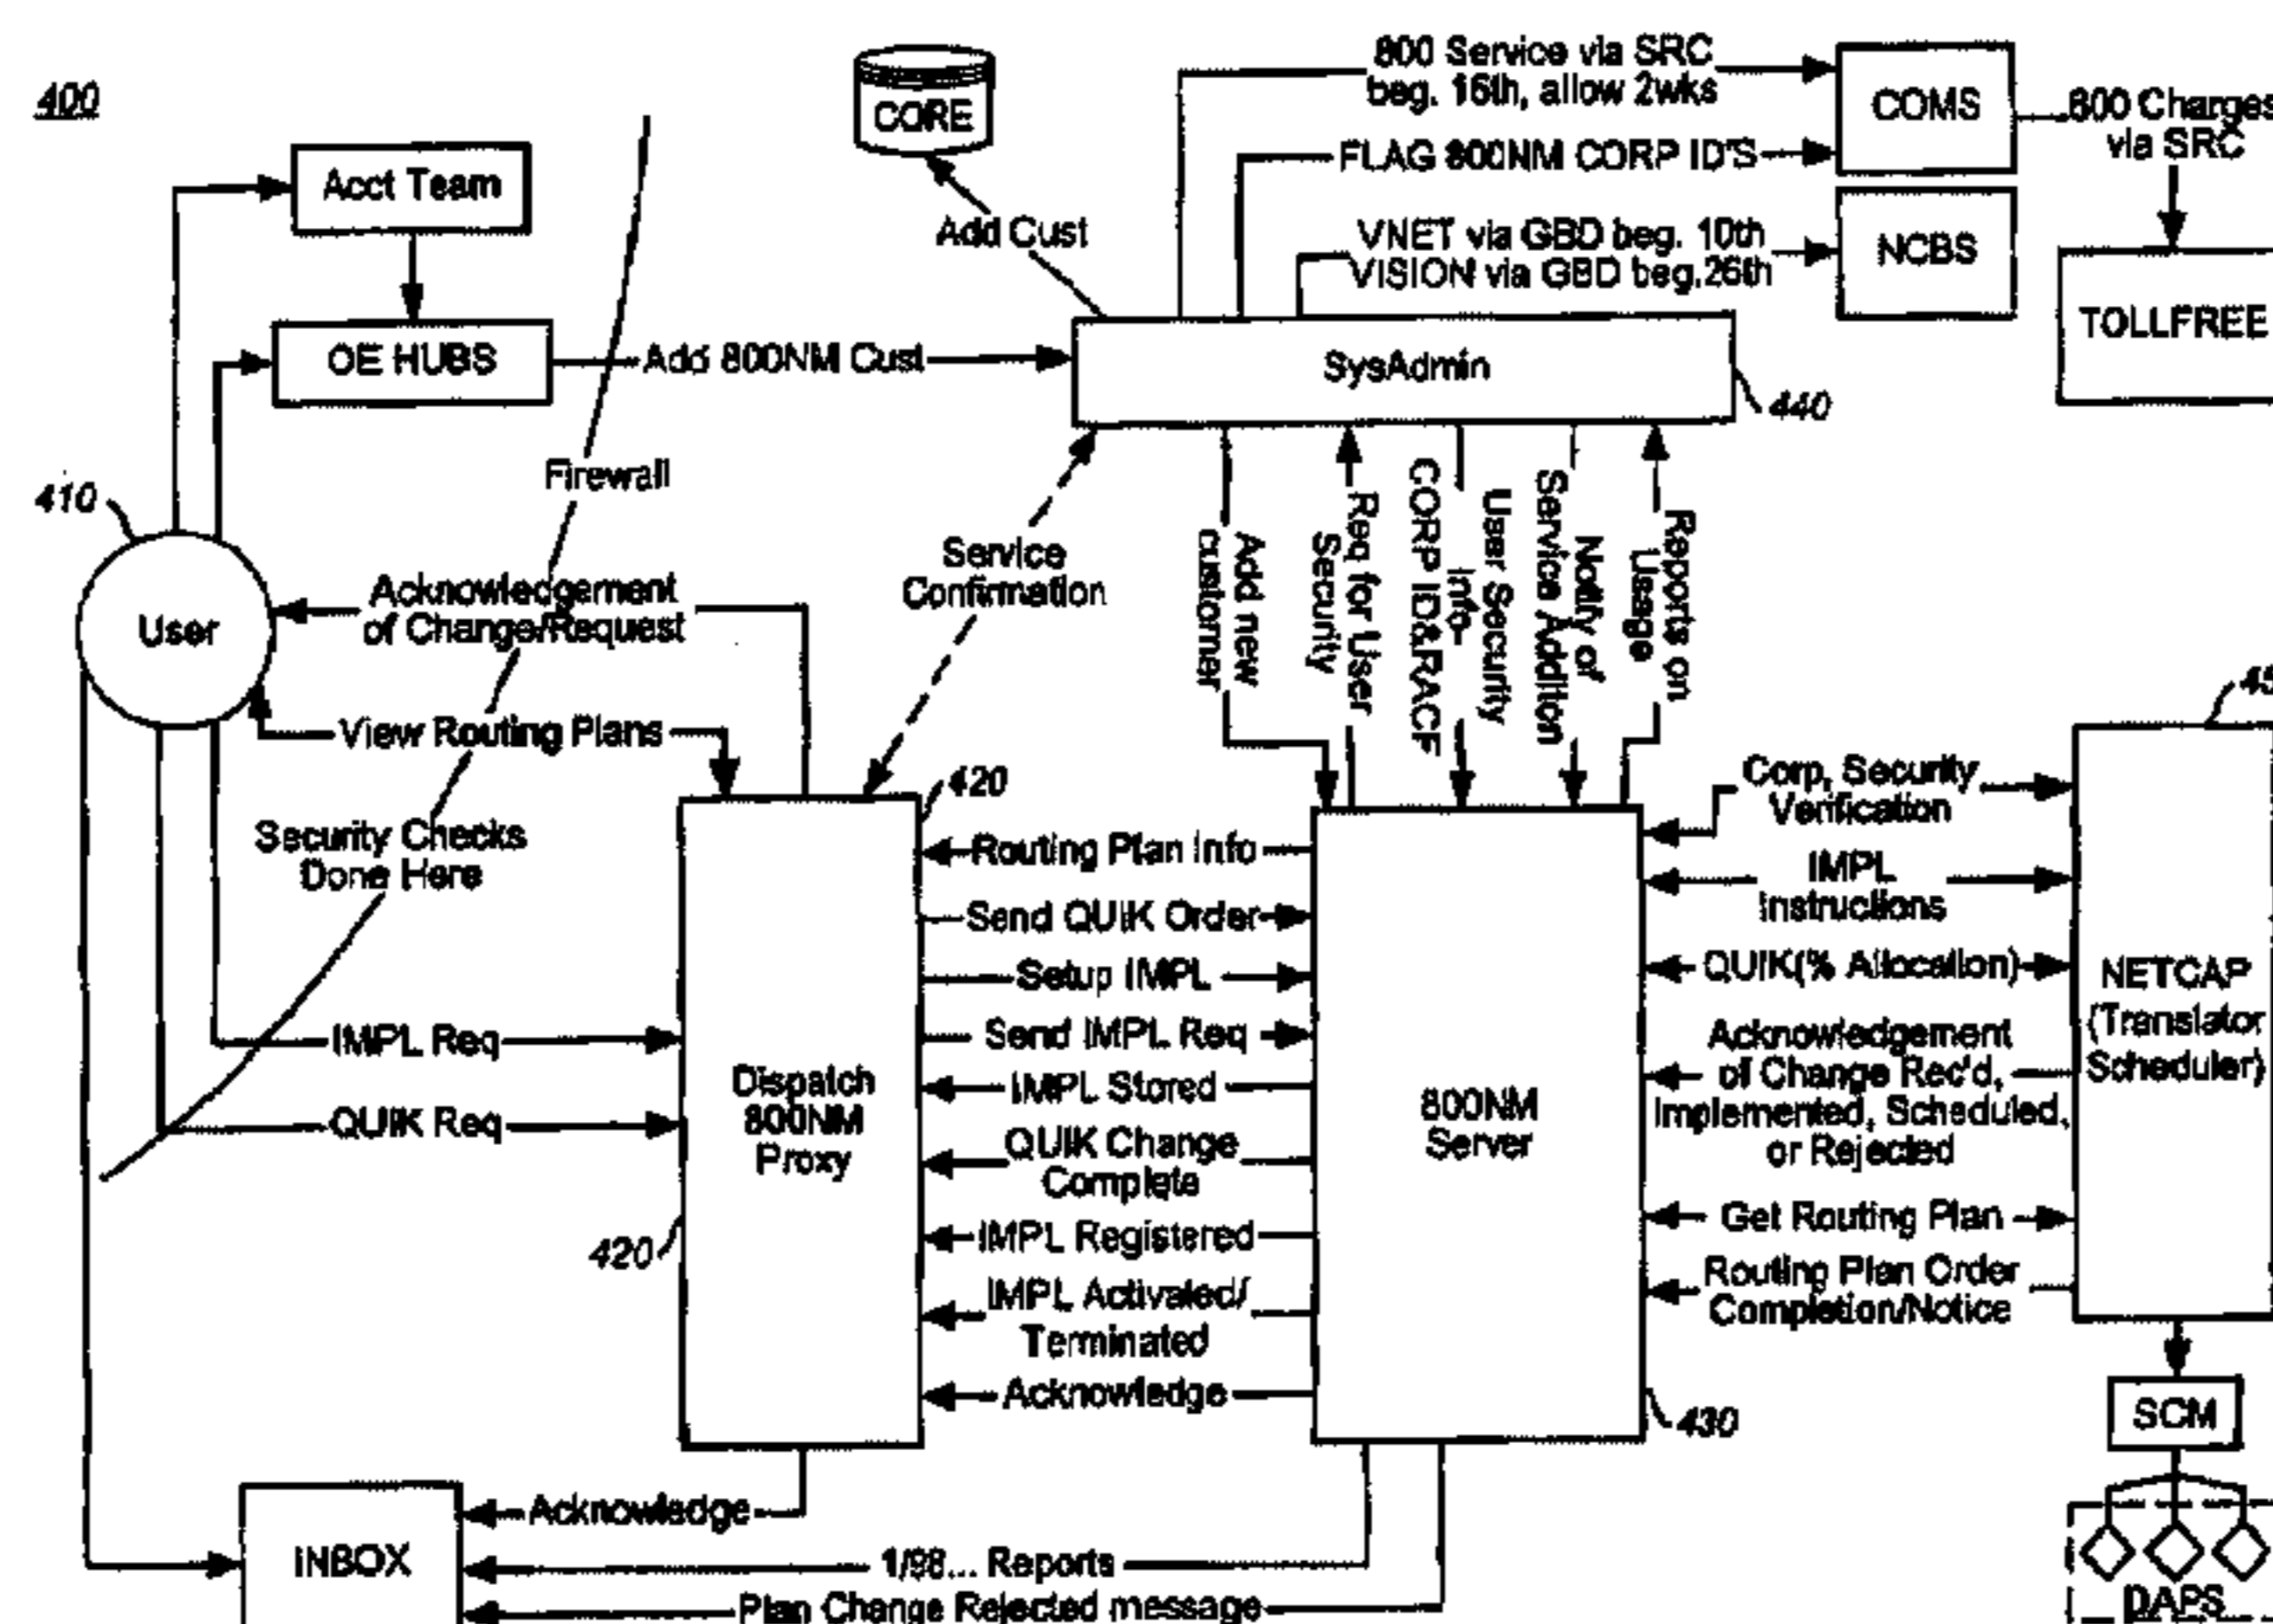 400
CORE
800 Service via SRC
beg. 15th, allow 2wks
COMS
800 Charges
via SRC
Acct Team
FLAG 800NM CORP ID'S
Add Cust
VNET via GBD beg. 10th
VISION via GBD beg.26th
NCBS
TOLLFREE
OE HUBS
Add 800NM Cust
SysAdmin
440
Firewall
410
User
Acknowledgement
of Change/Request
Service
Confirmation
Add new
customer
Req for User
Security
User Security
Info-
CORP ID&RACF
Notify of
Service Addition
Reports on
Usage
View Routing Plans
420
Security Checks
Done Here
Routing Plan Info
Corp, Security
Verification
Send QUIK Order
IMPL
Instructions
Setup IMPL
QUIK(% Allocation)
NETCAP
(Translator
Scheduler)
IMPL Req
Send IMPL Req
Acknowledgement
of Change Rec'd,
Implemented, Scheduled,
or Rejected
Dispatch
800NM
Proxy
IMPL Stored
800NM
Server
QUIK Req
QUIK Change
Complete
420
IMPL Registered
Get Routing Plan
IMPL Activated/
Terminated
Routing Plan Order
Completion/Notice
Acknowledge
430
SCM
INBOX
Acknowledge
1/98... Reports
Plan Change Rejected message
DAPS